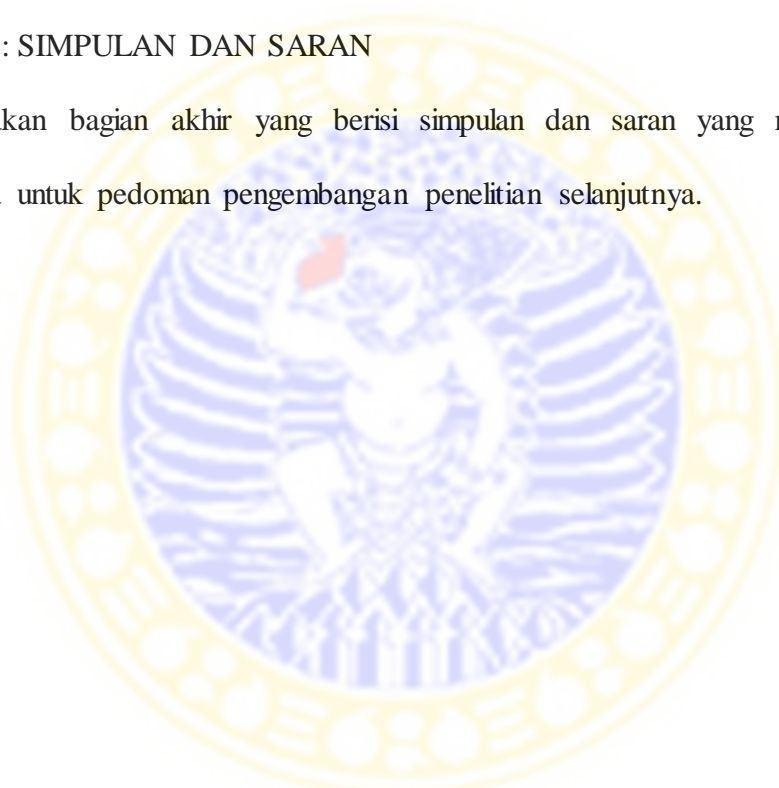 : SIMPULAN DAN SARAN
kan bagian akhir yang berisi simpulan dan saran yang
untuk pedoman pengembangan penelitian selanjutnya.